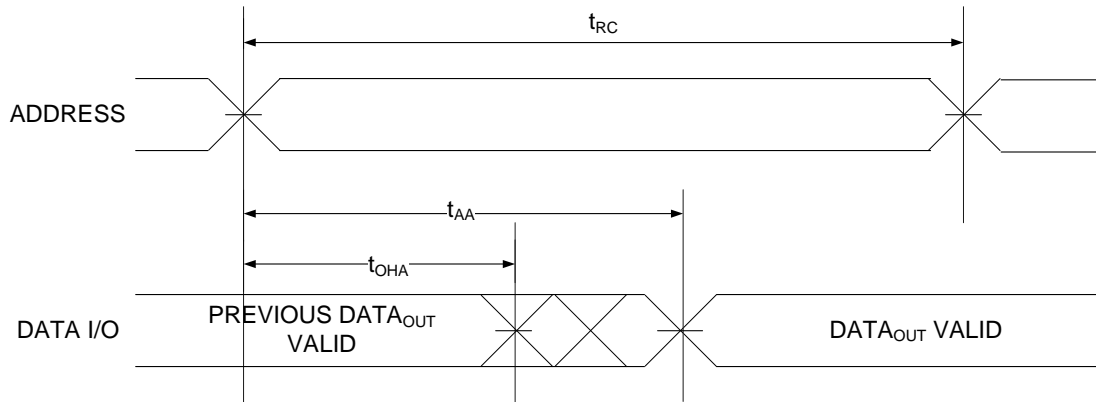 tRC
ADDRESS
tAA
tOHA
DATA I/O
PREVIOUS DATAOUT
VALID
DATAOUT VALID